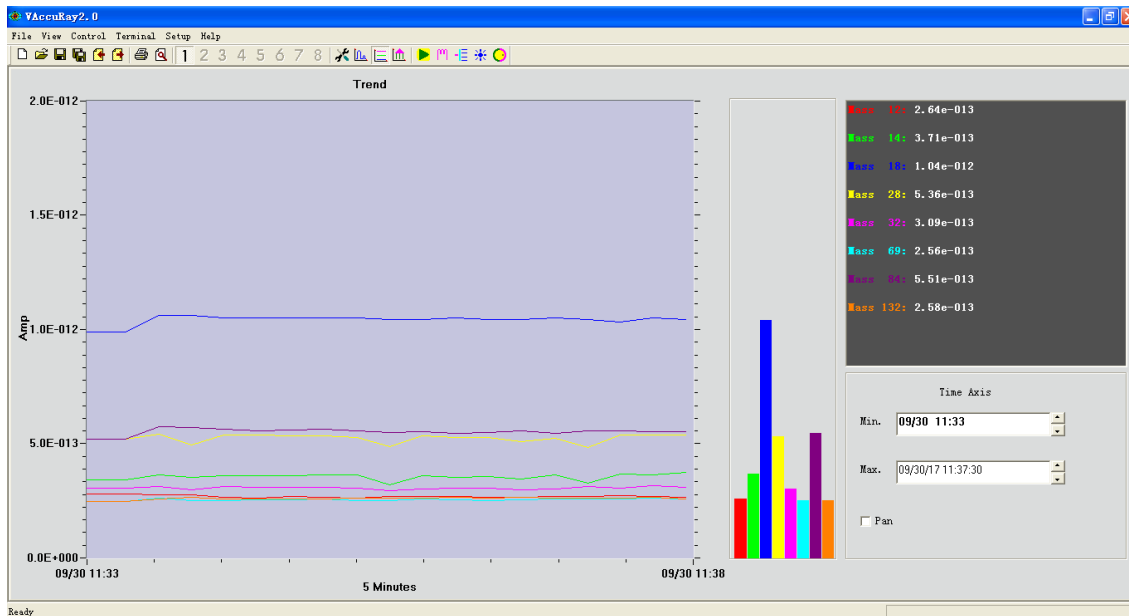 VAccuRay2.0
File View Control Terminal Setup Help
1 2 3 4 5 6 7 8
Trend
2.0E-012
1.5E-012
1.0E-012
5.0E-013
0.0E+000
Amp
09/30 11:33
09/30 11:38
5 Minutes
Mass 12: 2.64e-013
Mass 14: 3.71e-013
Mass 18: 1.04e-012
Mass 28: 5.36e-013
Mass 32: 3.09e-013
Mass 69: 2.56e-013
Mass 84: 5.51e-013
Mass 132: 2.58e-013
Time Axis
Min. 09/30 11:33
Max. 09/30/17 11:37:30
Pan
Ready